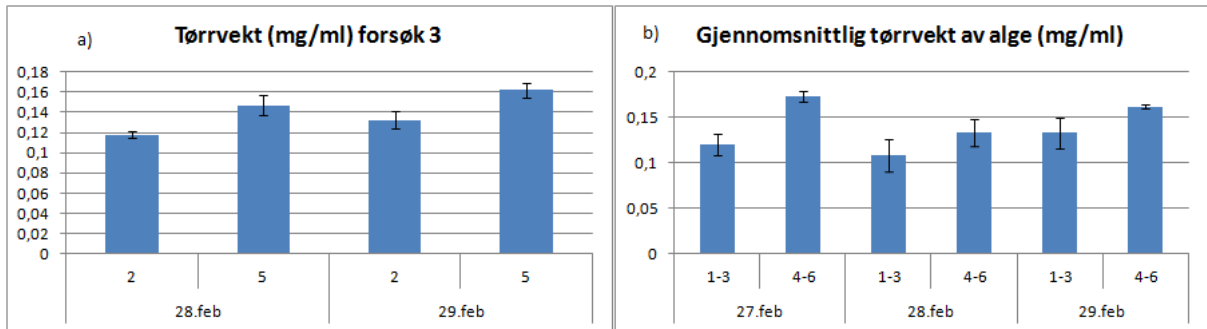 a) Tørrvekt (mg/ml) forsøk 3
0,18
0,16
0,14
0,12
0,1
0,08
0,06
0,04
0,02
0
2 5 2 5
28.feb 29.feb
b) Gjennomsnittlig tørrvekt av alge (mg/ml)
0,2
0,15
0,1
0,05
0
1-3 4-6 1-3 4-6 1-3 4-6
27.feb 28.feb 29.feb